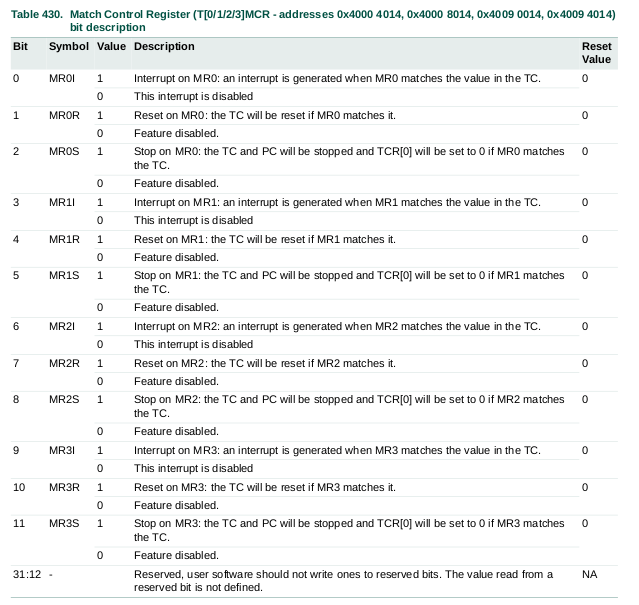 Table 430. Match Control Register (T[0/1/2/3]MCR - addresses 0x4000 4014, 0x4000 8014, 0x4009 0014, 0x4009 4014)
bit description
Bit Symbol Value Description Reset
Value
0 MR0I 1 Interrupt on MR0: an interrupt is generated when MR0 matches the value in the TC. 0
0 This interrupt is disabled
1 MR0R 1 Reset on MR0: the TC will be reset if MR0 matches it. 0
0 Feature disabled.
2 MR0S 1 Stop on MR0: the TC and PC will be stopped and TCR[0] will be set to 0 if MR0 matches 0
the TC.
0 Feature disabled.
3 MR1I 1 Interrupt on MR1: an interrupt is generated when MR1 matches the value in the TC. 0
0 This interrupt is disabled
4 MR1R 1 Reset on MR1: the TC will be reset if MR1 matches it. 0
0 Feature disabled.
5 MR1S 1 Stop on MR1: the TC and PC will be stopped and TCR[0] will be set to 0 if MR1 matches 0
the TC.
0 Feature disabled.
6 MR2I 1 Interrupt on MR2: an interrupt is generated when MR2 matches the value in the TC. 0
0 This interrupt is disabled
7 MR2R 1 Reset on MR2: the TC will be reset if MR2 matches it. 0
0 Feature disabled.
8 MR2S 1 Stop on MR2: the TC and PC will be stopped and TCR[0] will be set to 0 if MR2 matches 0
the TC.
0 Feature disabled.
9 MR3I 1 Interrupt on MR3: an interrupt is generated when MR3 matches the value in the TC. 0
0 This interrupt is disabled
10 MR3R 1 Reset on MR3: the TC will be reset if MR3 matches it. 0
0 Feature disabled.
11 MR3S 1 Stop on MR3: the TC and PC will be stopped and TCR[0] will be set to 0 if MR3 matches 0
the TC.
0 Feature disabled.
31:12 - Reserved, user software should not write ones to reserved bits. The value read from a NA
reserved bit is not defined.